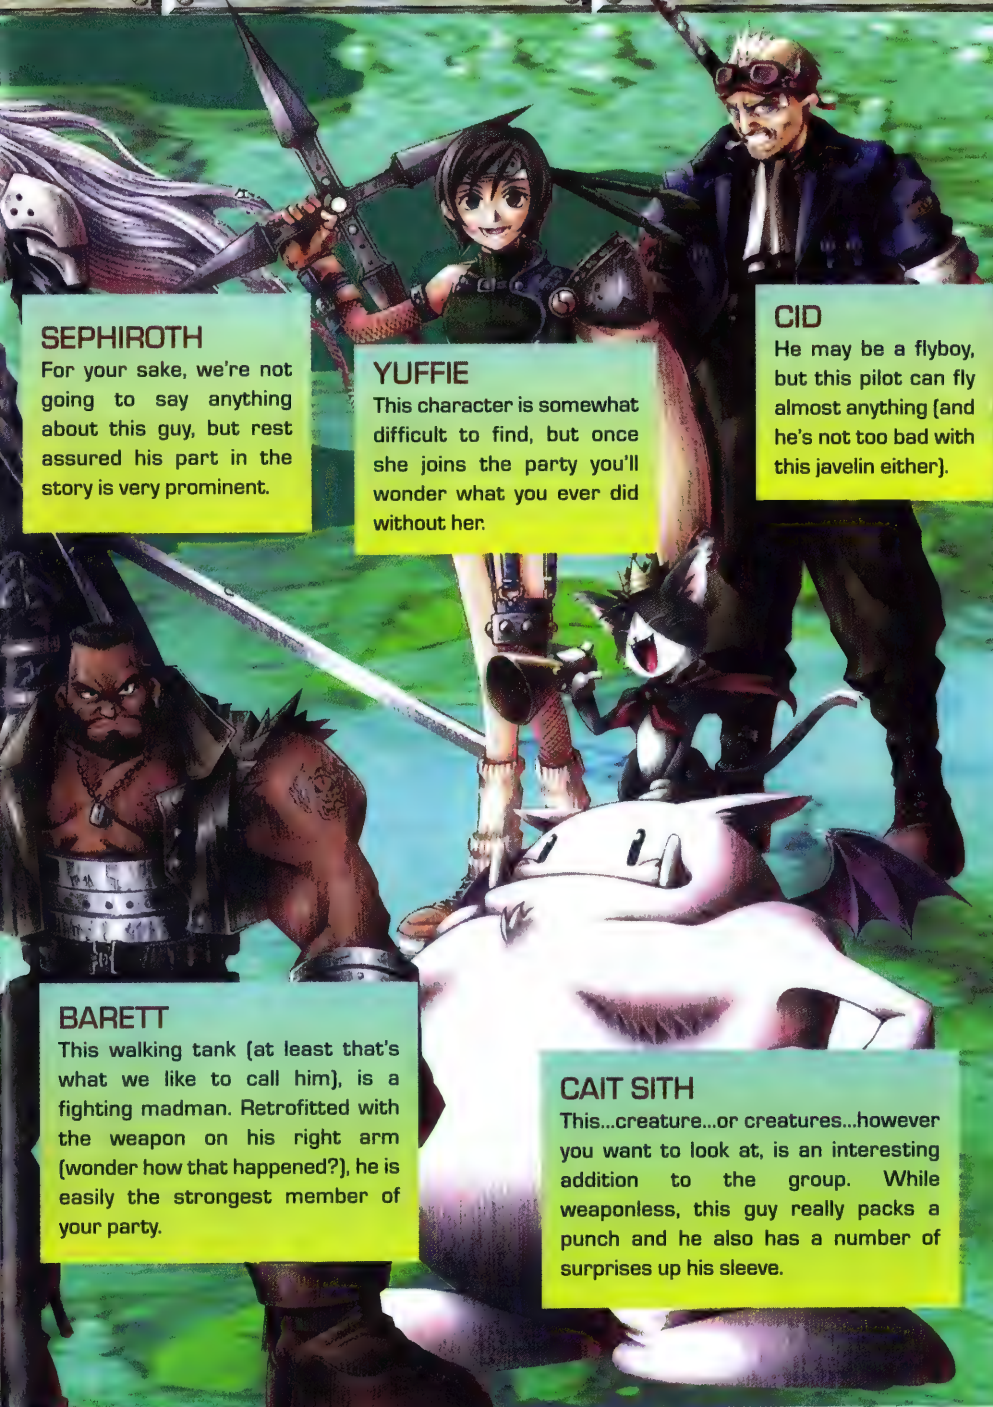 SEPHIROTH
For your sake, we're not
going to say anything
about this guy, but rest
assured his part in the
story is very prominent.
YUFFIE
This character is somewhat
difficult to find, but once
she joins the party you'll
wonder what you ever did
without her.
CID
He may be a flyboy,
but this pilot can fly
almost anything (and
he's not too bad with
this javelin either).
BARETT
This walking tank (at least that's
what we like to call him), is a
fighting madman. Retrofitted with
the weapon on his right arm
(wonder how that happened?), he is
easily the strongest member of
your party.
CAIT SITH
This...creature...or creatures...however
you want to look at, is an interesting
addition to the group. While
weaponless, this guy really packs a
punch and he also has a number of
surprises up his sleeve.